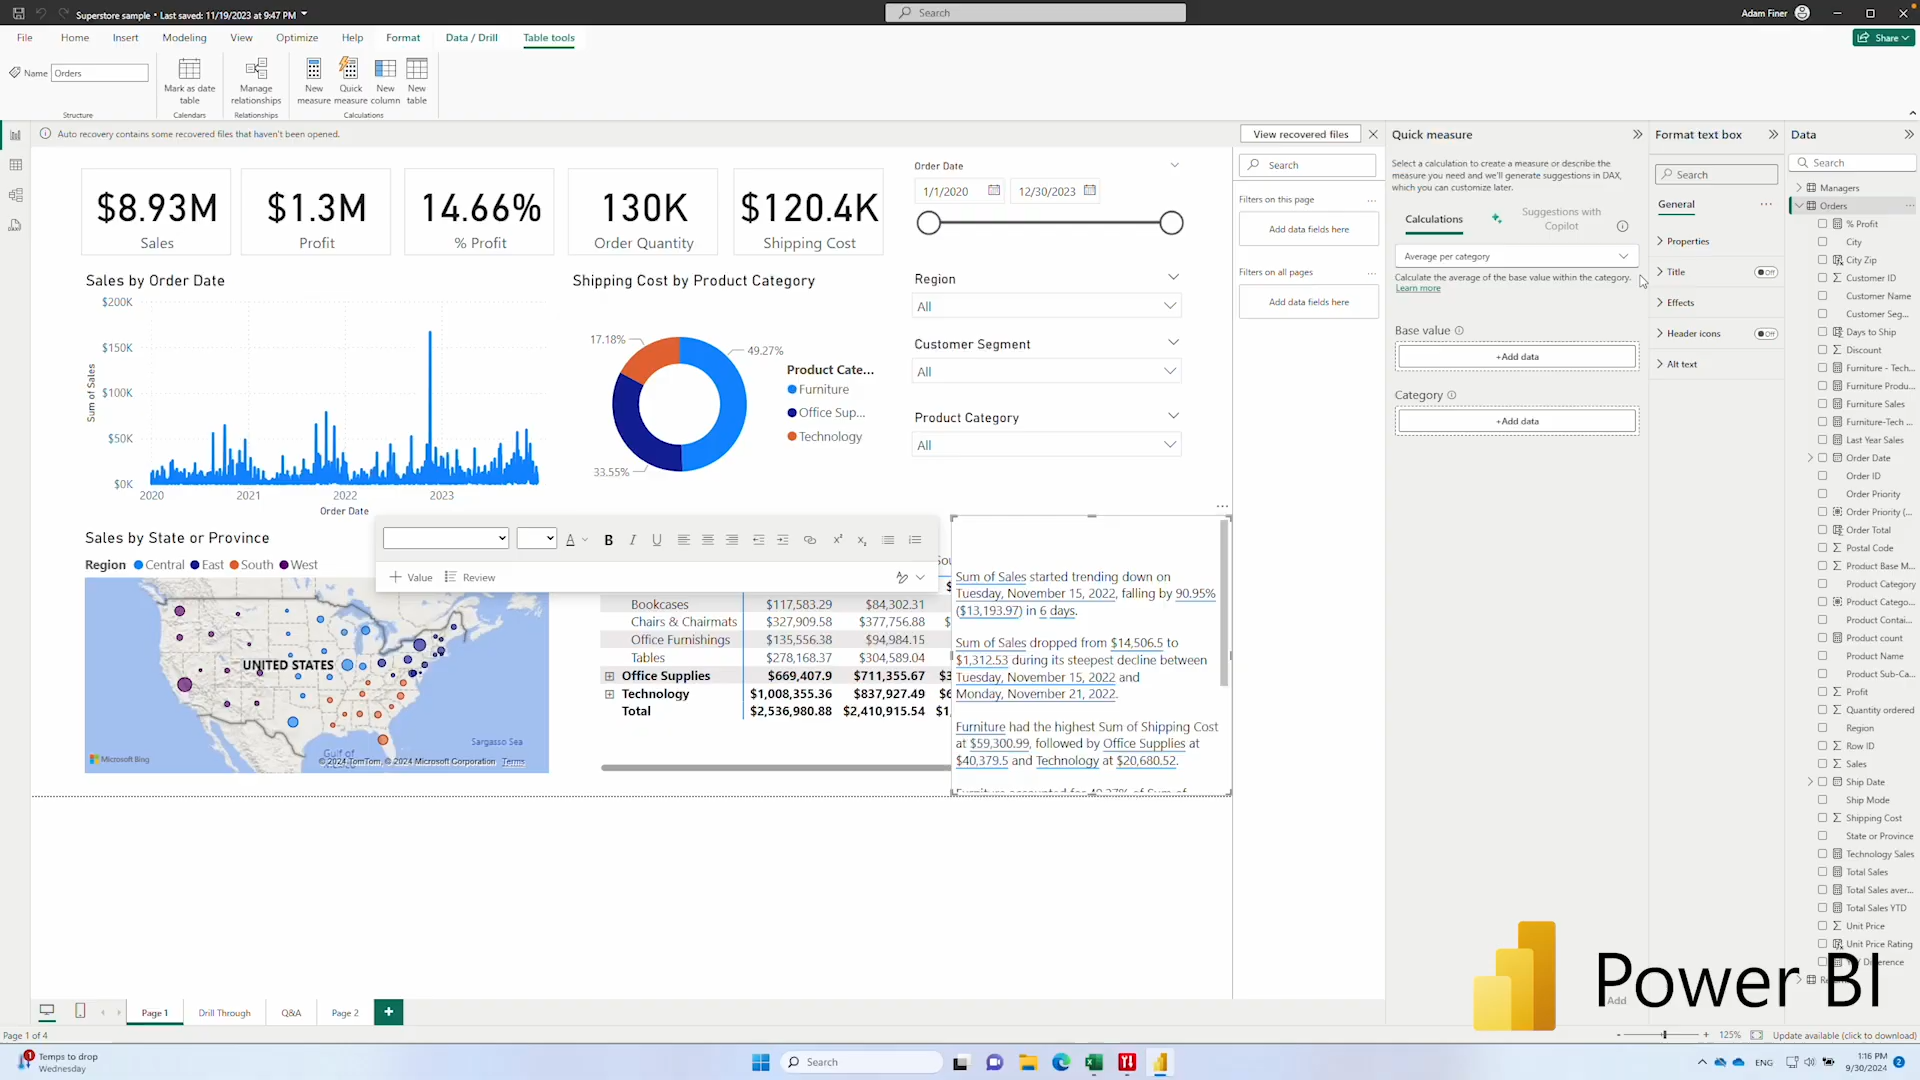 Superstore sample • Last saved: 11/19/2023 at 9:47 PM
Search
Adam Finer
File Home Insert Modeling View Optimize Help Format Data / Drill Table tools
Share
Name Orders
Mark as date table
Manage relationships
New measure
Quick measure
New column
New table
Structure
Calendars
Relationships
Calculations
Auto recovery contains some recovered files that haven't been opened.
View recovered files
$8.93M
Sales
$1.3M
Profit
14.66%
% Profit
130K
Order Quantity
$120.4K
Shipping Cost
Order Date
1/1/2020
12/30/2023
Region
All
Customer Segment
All
Product Category
All
Sales by Order Date
$200K
$150K
$100K
$50K
$0K
Sum of Sales
2020 2021 2022 2023
Order Date
Shipping Cost by Product Category
17.18%
49.27%
33.55%
Product Cate...
Furniture
Office Sup...
Technology
Sales by State or Province
Region Central East South West
UNITED STATES
Gulf of
Sargasso Sea
Microsoft Bing
© 2024 TomTom, © 2024 Microsoft Corporation Terms
A B I U
Value
Review
Bookcases $117,583.29 $84,302.31
Chairs & Chairmats $327,909.58 $377,756.88
Office Furnishings $135,556.38 $94,984.15
Tables $278,168.37 $304,589.04
Office Supplies $669,407.9 $711,355.67
Technology $1,008,355.36 $837,927.49
Total $2,536,980.88 $2,410,915.54
Sum of Sales started trending down on
Tuesday, November 15, 2022, falling by 90.95%
($13,193.97) in 6 days.
Sum of Sales dropped from $14,506.5 to
$1,312.53 during its steepest decline between
Tuesday, November 15, 2022 and
Monday, November 21, 2022.
Furniture had the highest Sum of Shipping Cost
at $59,300.99, followed by Office Supplies at
$40,379.5 and Technology at $20,680.52.
Furniture accounted for 49.27% of Sum of
Search
Filters on this page
Add data fields here
Filters on all pages
Add data fields here
Quick measure
Select a calculation to create a measure or describe the
measure you need and we'll generate suggestions in DAX,
which you can customize later.
Calculations
Suggestions with Copilot
Average per category
Calculate the average of the base value within the category.
Learn more
Base value
+Add data
Category
+Add data
Add
Format text box
Search
General
Properties
Title Off
Effects
Header icons Off
Alt text
Data
Search
Managers
Orders
% Profit
City
City Zip
Customer ID
Customer Name
Customer Seg...
Days to Ship
Discount
Furniture - Tech...
Furniture Produ...
Furniture Sales
Furniture-Tech ...
Last Year Sales
Order Date
Order ID
Order Priority
Order Priority (...
Order Total
Postal Code
Product Base M...
Product Category
Product Catego...
Product Contai...
Product count
Product Name
Product Sub-Ca...
Profit
Quantity ordered
Region
Row ID
Sales
Ship Date
Ship Mode
Shipping Cost
State or Province
Technology Sales
Total Sales
Total Sales aver...
Total Sales YTD
Unit Price
Unit Price Rating
Power BI
Page 1 Drill Through Q&A Page 2
Page 1 of 4
125%
Update available (click to download)
1
Temps to drop
Wednesday
Search
ENG
1:16 PM
9/30/2024
2